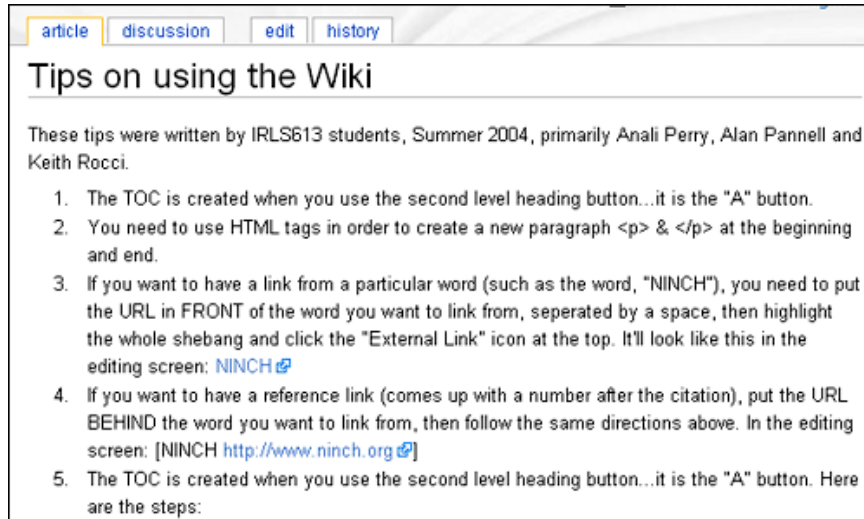 article discussion edit history
Tips on using the Wiki
These tips were written by IRLS613 students, Summer 2004, primarily Anali Perry, Alan Pannell and
Keith Rocci.
1. The TOC is created when you use the second level heading button...it is the "A" button.
2. You need to use HTML tags in order to create a new paragraph <p> & </p> at the beginning
and end.
3. If you want to have a link from a particular word (such as the word, "NINCH"), you need to put
the URL in FRONT of the word you want to link from, seperated by a space, then highlight
the whole shebang and click the "External Link" icon at the top. It'll look like this in the
editing screen: NINCH
4. If you want to have a reference link (comes up with a number after the citation), put the URL
BEHIND the word you want to link from, then follow the same directions above. In the editing
screen: [NINCH http://www.ninch.org]
5. The TOC is created when you use the second level heading button...it is the "A" button. Here
are the steps: